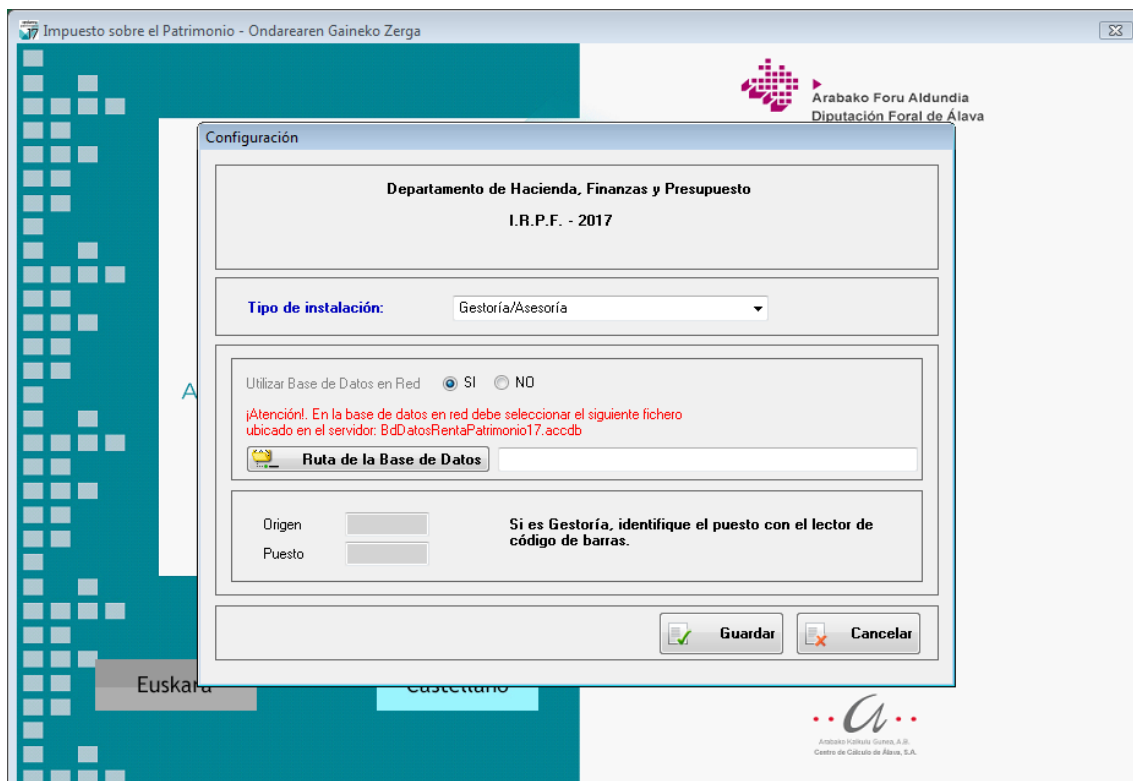 Impuesto sobre el Patrimonio - Ondarearen Gaineko Zerga
Arabako Foru Aldundia
Diputación Foral de Álava
Configuración
Departamento de Hacienda, Finanzas y Presupuesto
I.R.P.F. - 2017
Tipo de instalación:
Gestoría/Asesoría
Utilizar Base de Datos en Red
SI
NO
¡Atención!. En la base de datos en red debe seleccionar el siguiente fichero
ubicado en el servidor: BdDatosRentaPatrimonio17.accdb
Ruta de la Base de Datos
Origen
Puesto
Si es Gestoría, identifique el puesto con el lector de
código de barras.
Guardar
Cancelar
Euskara
Castellano
Arabako Kalkulu Gunea, A.B.
Centro de Cálculo de Álava, S.A.